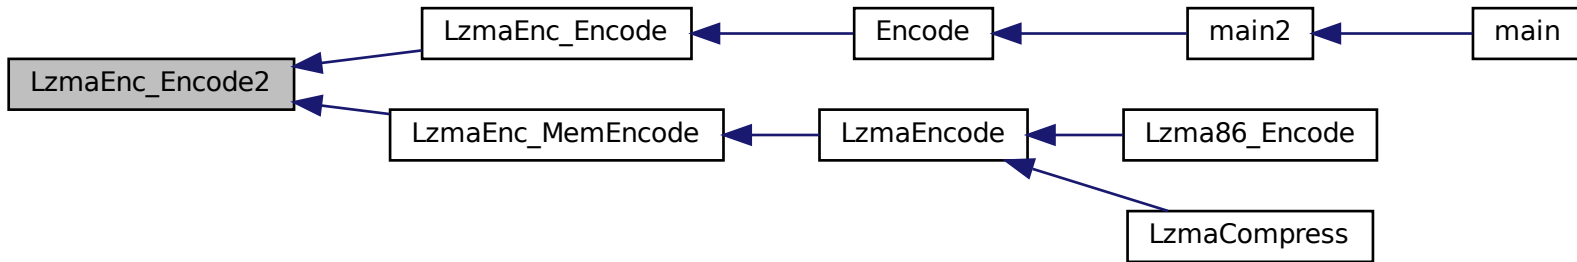 LzmaEnc_Encode2
LzmaEnc_Encode
Encode
main2
main
LzmaEnc_MemEncode
LzmaEncode
Lzma86_Encode
LzmaCompress